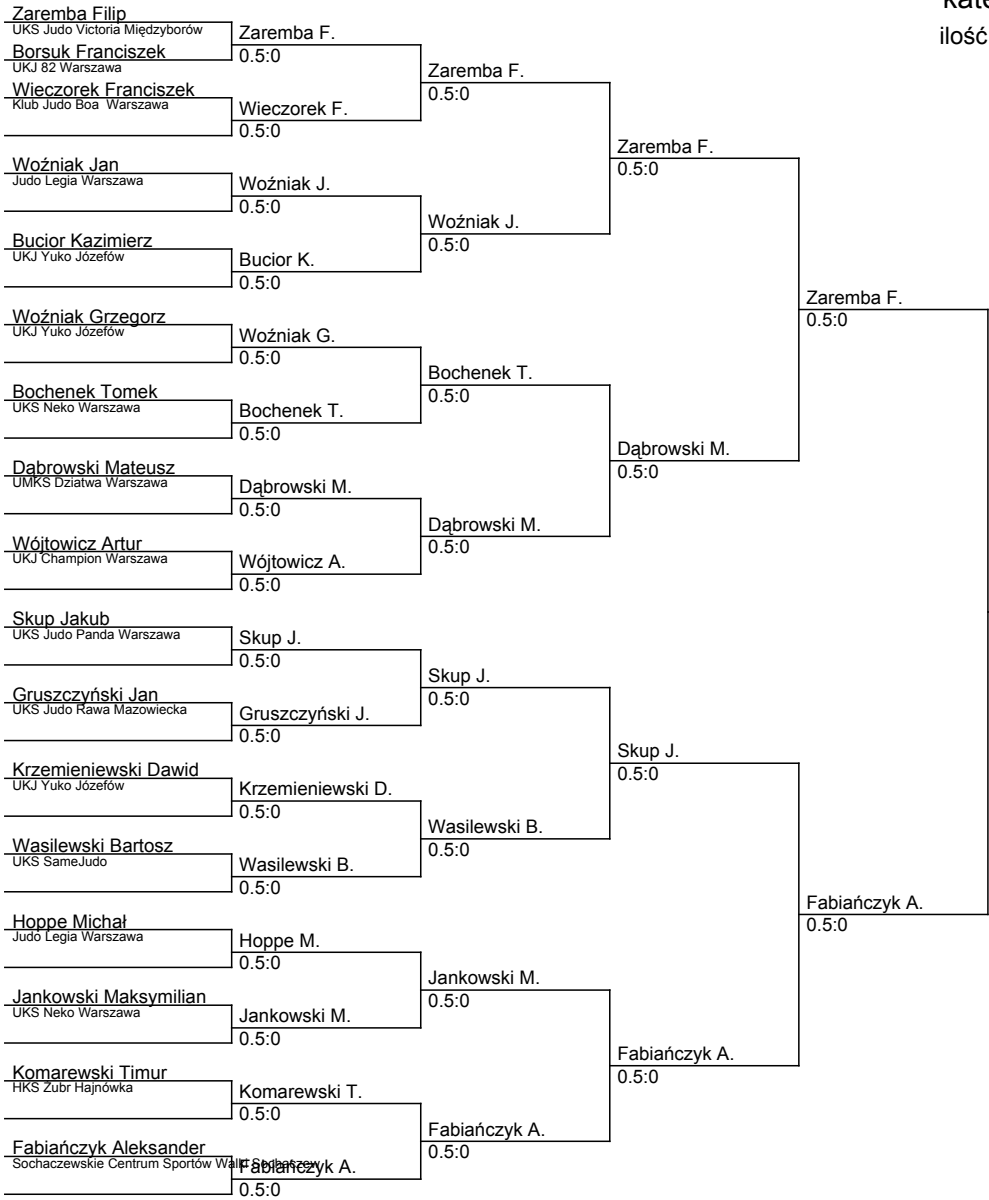 Zaremba Filip
UKS Judo Victoria Międzyborów
Borsuk Franciszek
UKJ 82 Warszawa
Wieczorek Franciszek
Klub Judo Boa Warszawa
Woźniak Jan
Judo Legia Warszawa
Bucior Kazimierz
UKJ Yuko Józefów
Woźniak Grzegorz
UKJ Yuko Józefów
Bochenek Tomek
UKS Neko Warszawa
Dąbrowski Mateusz
UMKS Dziatwa Warszawa
Wójtowicz Artur
UKJ Champion Warszawa
Skup Jakub
UKS Judo Panda Warszawa
Gruszczyński Jan
UKS Judo Rawa Mazowiecka
Krzemieniewski Dawid
UKJ Yuko Józefów
Wasilewski Bartosz
UKS SameJudo
Hoppe Michał
Judo Legia Warszawa
Jankowski Maksymilian
UKS Neko Warszawa
Komarewski Timur
HKS Żubr Hajnówka
Fabiańczyk Aleksander
Sochaczewskie Centrum Sportów Walki Sochaczew
Zaremba F.
0.5:0
Wieczorek F.
0.5:0
Woźniak J.
0.5:0
Bucior K.
0.5:0
Woźniak G.
0.5:0
Bochenek T.
0.5:0
Dąbrowski M.
0.5:0
Wójtowicz A.
0.5:0
Skup J.
0.5:0
Gruszczyński J.
0.5:0
Krzemieniewski D.
0.5:0
Wasilewski B.
0.5:0
Hoppe M.
0.5:0
Jankowski M.
0.5:0
Komarewski T.
0.5:0
Fabiańczyk A.
0.5:0
Zaremba F.
0.5:0
Woźniak J.
0.5:0
Bochenek T.
0.5:0
Dąbrowski M.
0.5:0
Skup J.
0.5:0
Wasilewski B.
0.5:0
Jankowski M.
0.5:0
Fabiańczyk A.
0.5:0
Zaremba F.
0.5:0
Dąbrowski M.
0.5:0
Skup J.
0.5:0
Fabiańczyk A.
0.5:0
Zaremba F.
0.5:0
Fabiańczyk A.
0.5:0
ilość